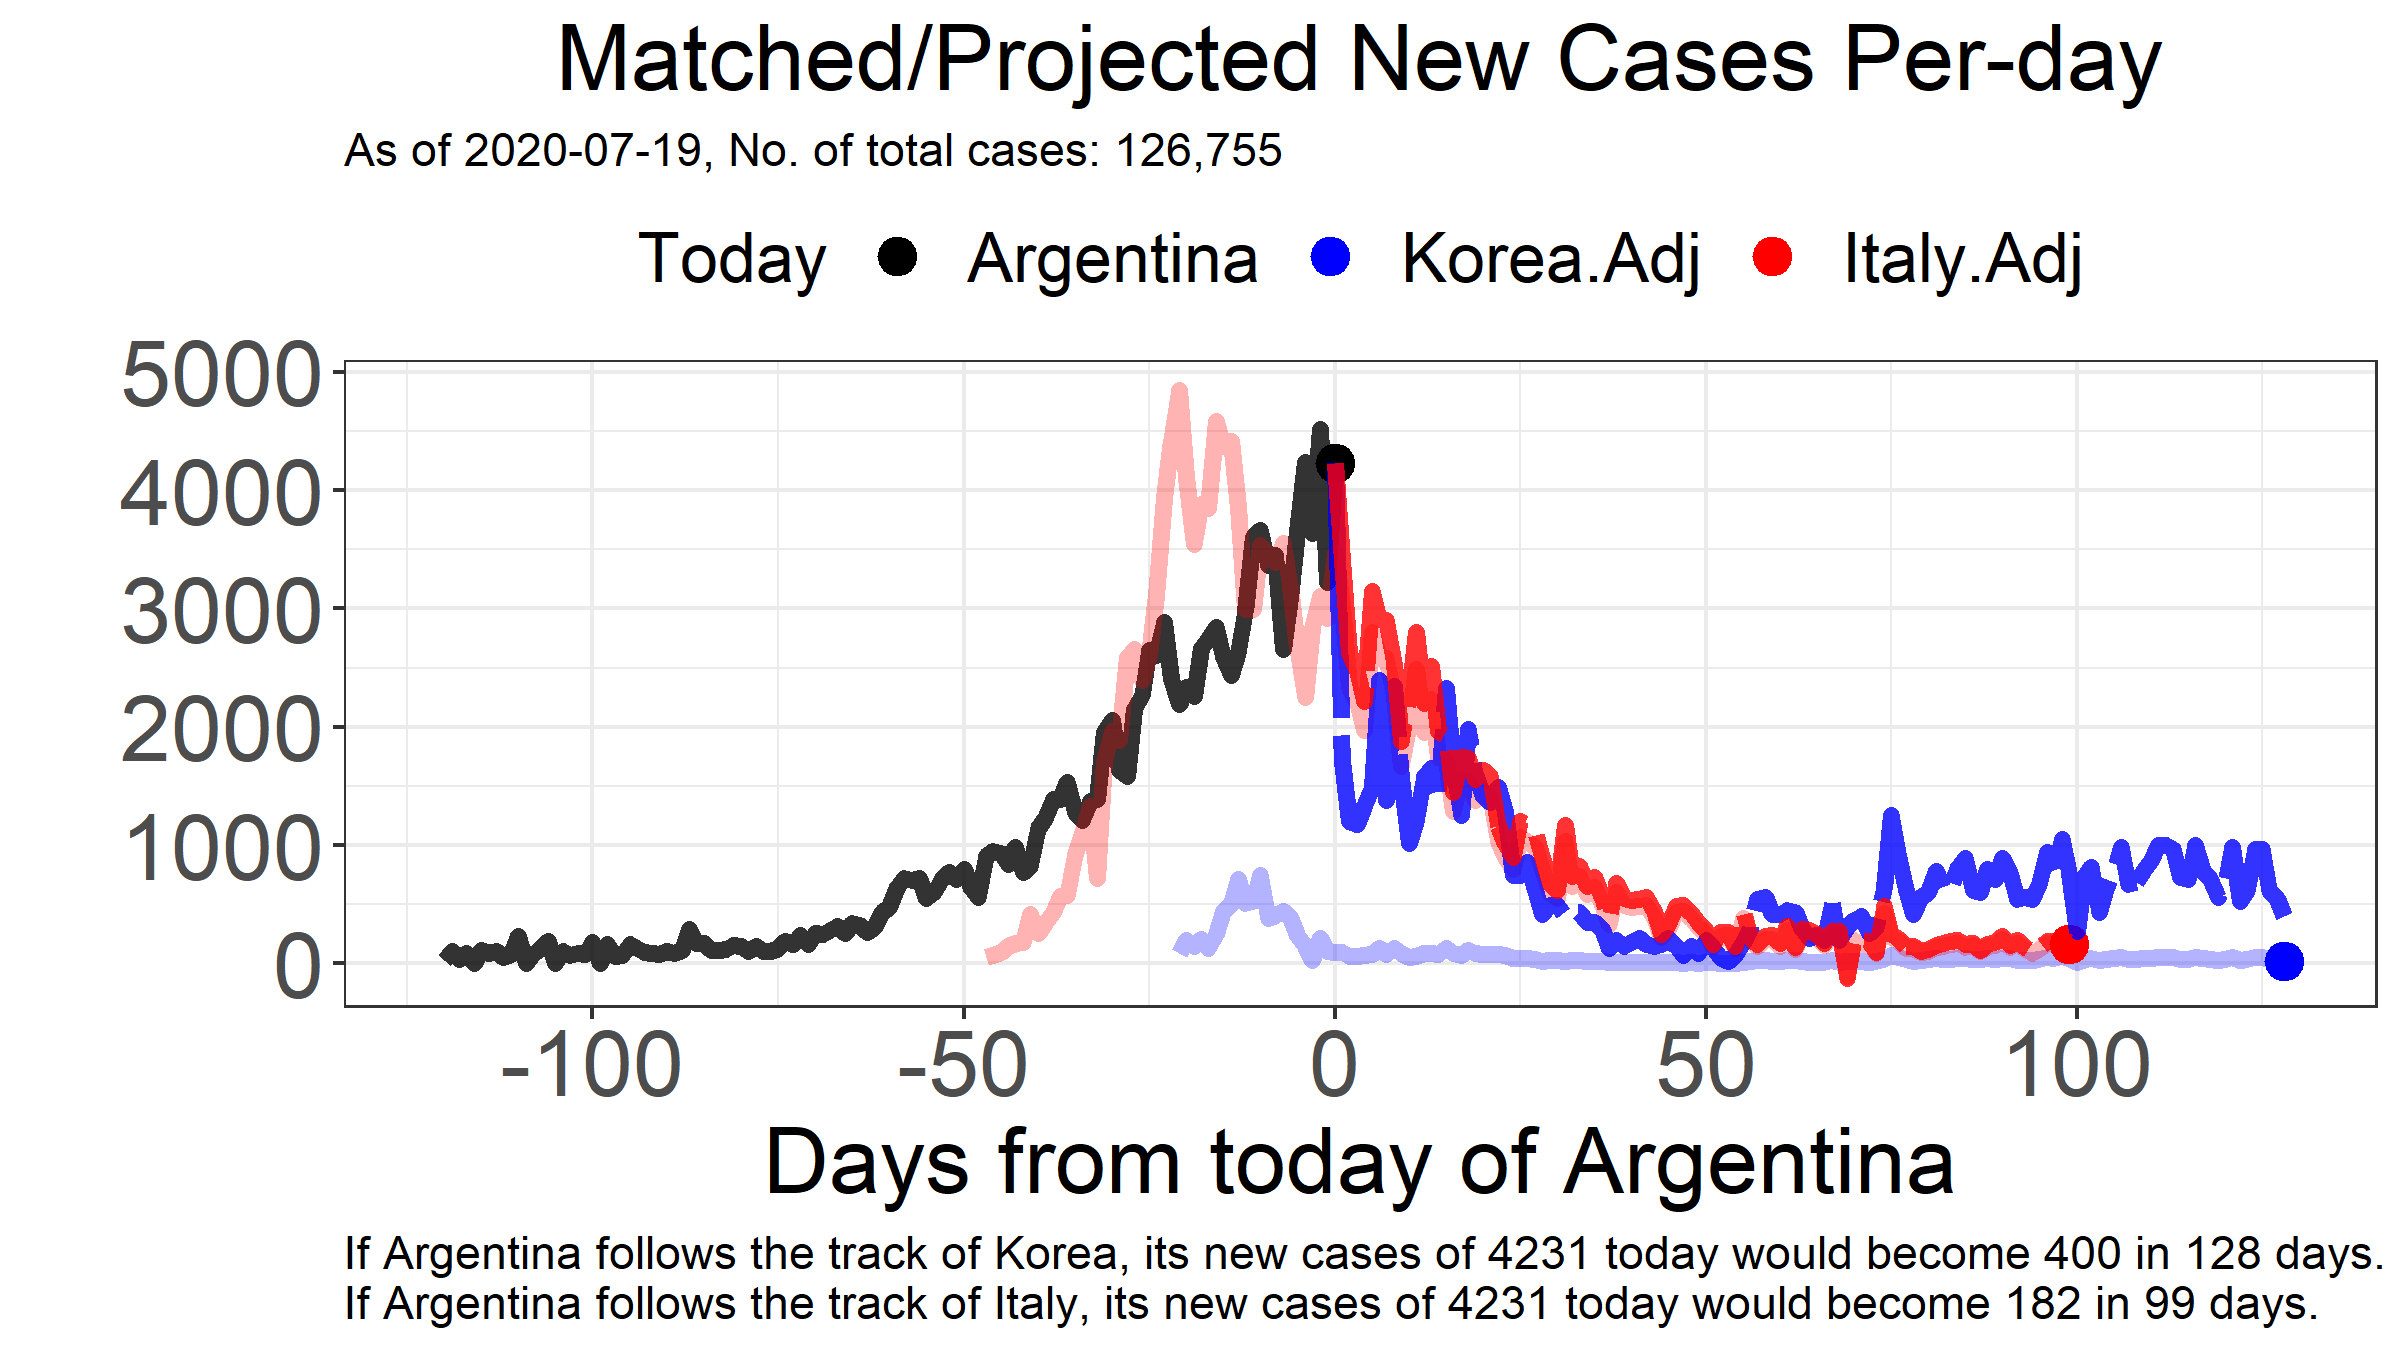 Matched/Projected New Cases Per-day
As of 2020-07-19, No. of total cases: 126,755
Today Argentina Korea.Adj Italy.Adj
5000
4000
3000
2000
1000
0
-100 -50 0 50 100
Days from today of Argentina
If Argentina follows the track of Korea, its new cases of 4231 today would become 400 in 128 days.
If Argentina follows the track of Italy, its new cases of 4231 today would become 182 in 99 days.